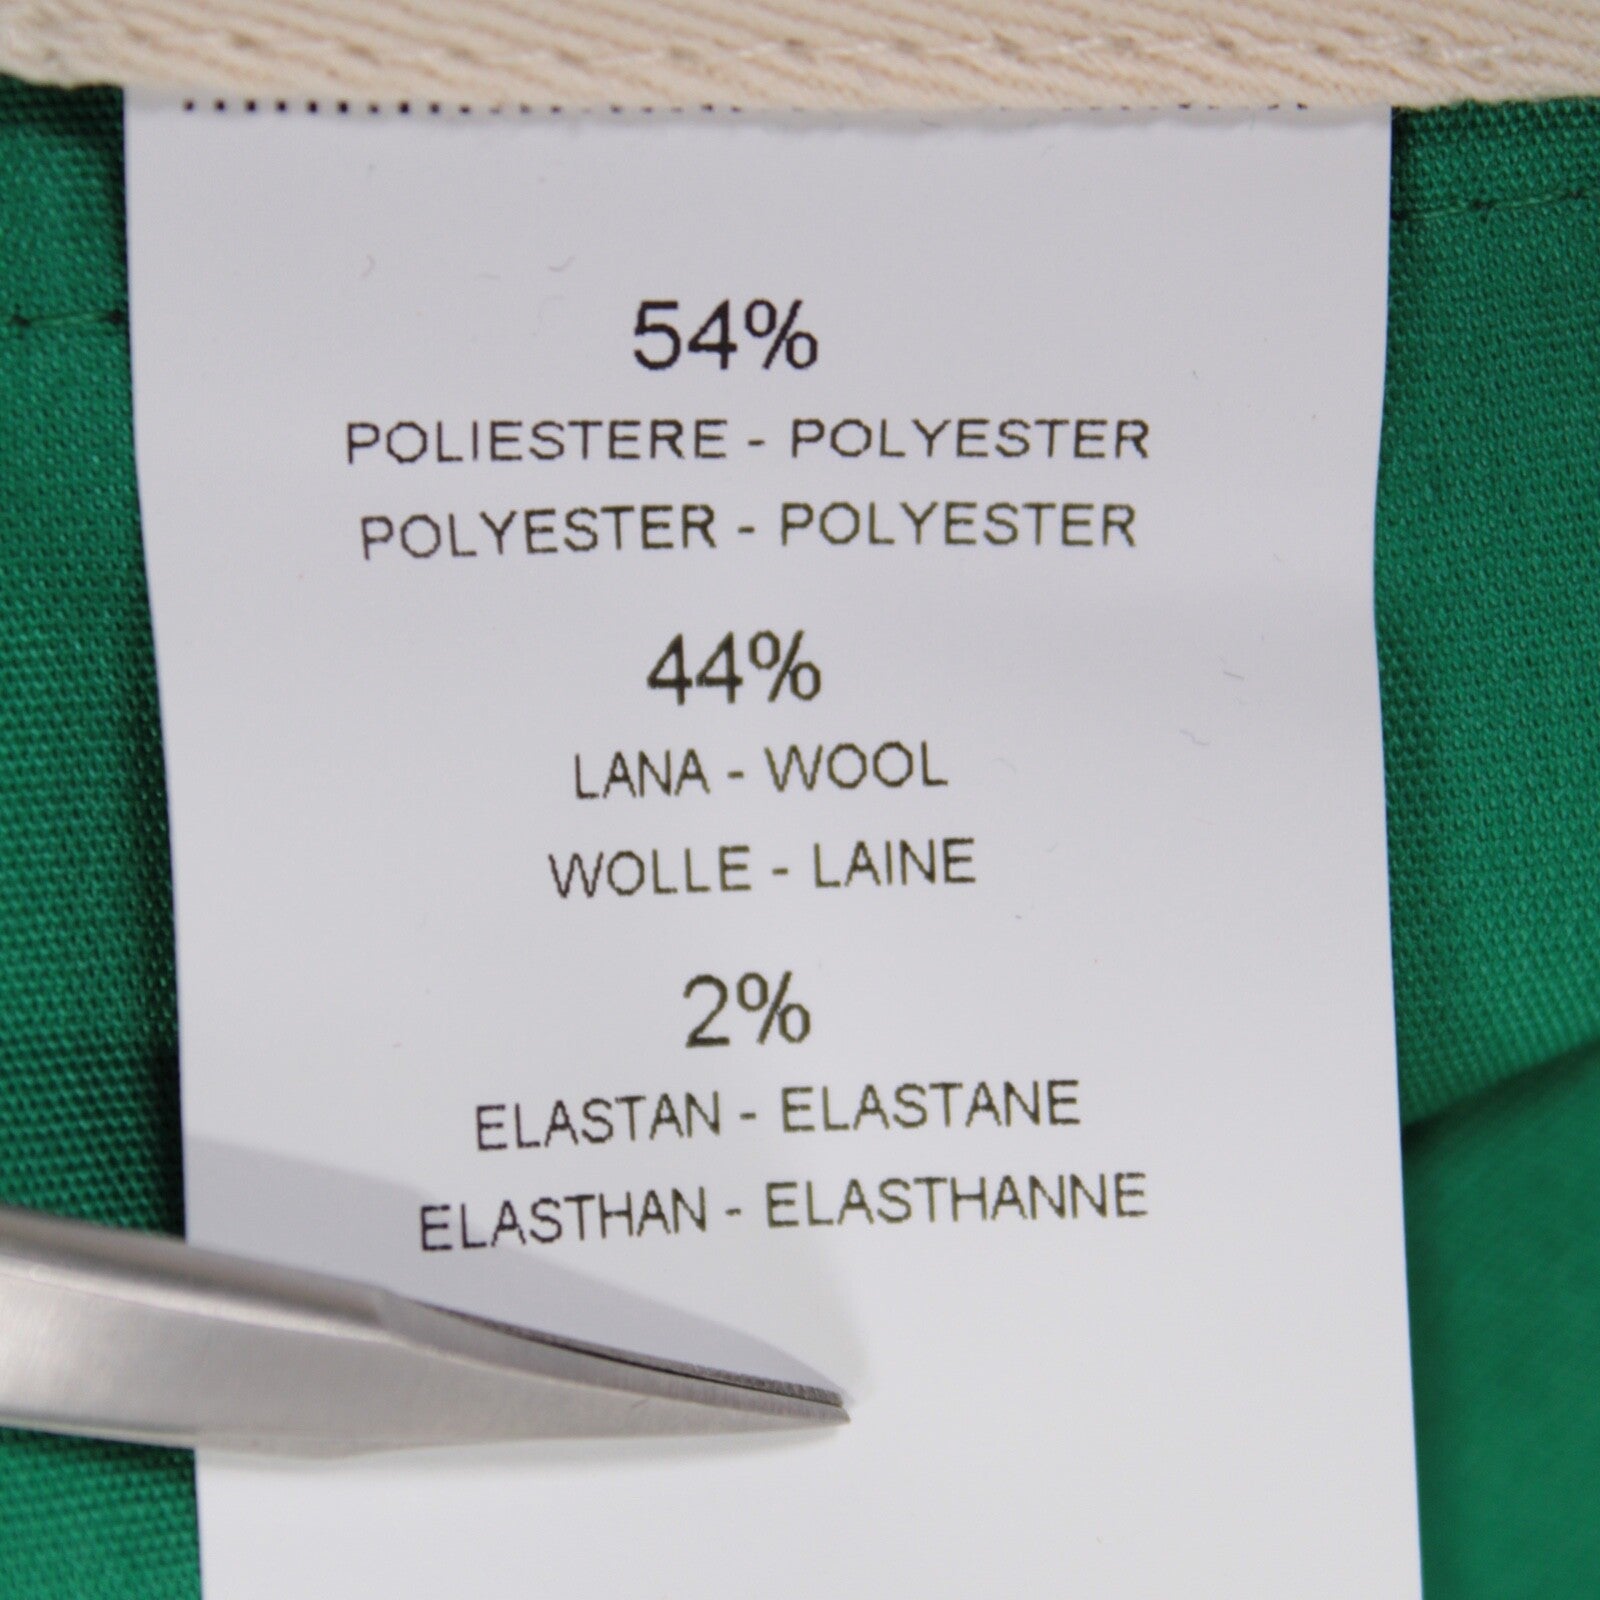 54%
POLIESTERE - POLYESTER
POLYESTER - POLYESTER
44%
LANA - WOOL
WOLLE - LAINE
2%
ELASTAN - ELASTANE
ELASTHAN - ELASTHANNE